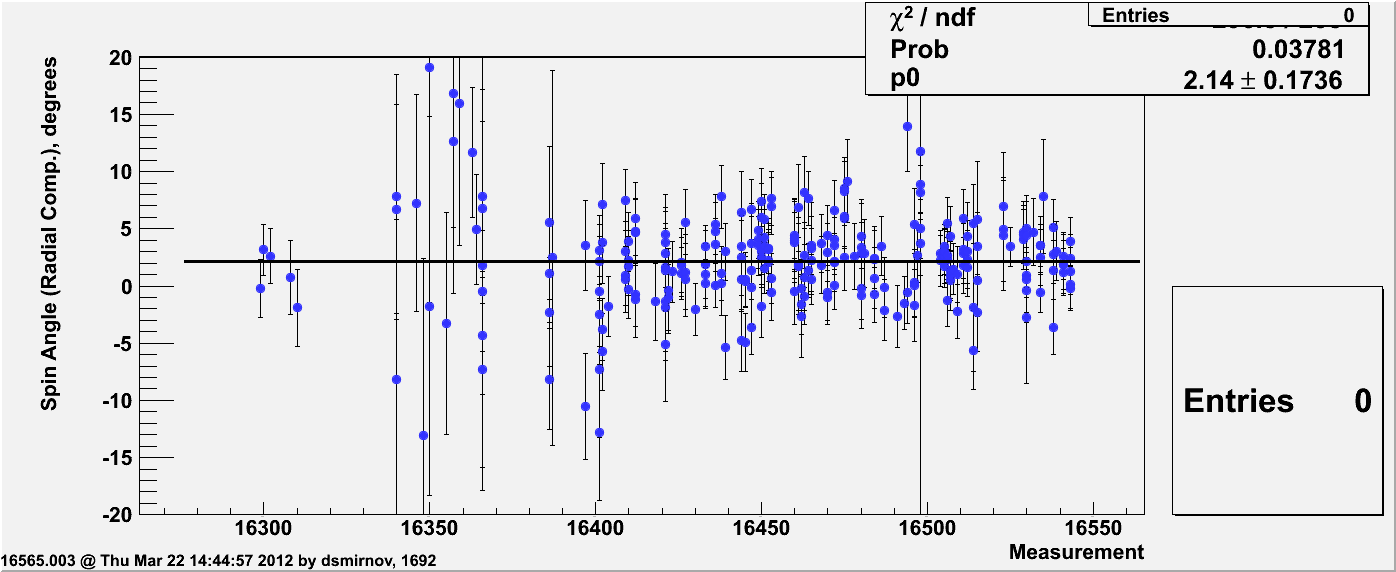 χ² / ndf
Entries 0
Prob 0.03781
p0 2.14 ± 0.1736
Spin Angle (Radial Comp.), degrees
20
15
10
5
0
-5
-10
-15
-20
16300 16350 16400 16450 16500 16550
Measurement
Entries 0
16565.003 @ Thu Mar 22 14:44:57 2012 by dsmirnov, 1692